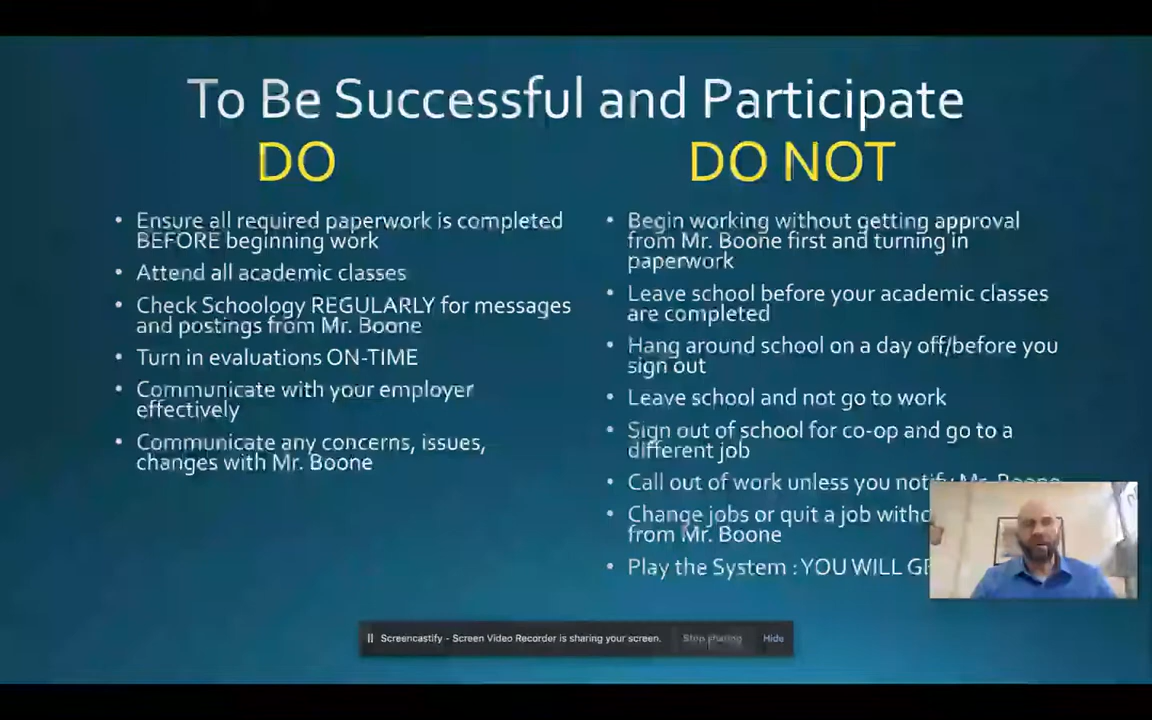 To Be Successful and Participate
DO
DO NOT
• Ensure all required paperwork is completed
BEFORE beginning work
• Attend all academic classes
• Check Schoology REGULARLY for messages
and postings from Mr. Boone
• Turn in evaluations ON-TIME
• Communicate with your employer
effectively
• Communicate any concerns, issues,
changes with Mr. Boone
• Begin working without getting approval
from Mr. Boone first and turning in
paperwork
• Leave school before your academic classes
are completed
• Hang around school on a day off/before you
sign out
• Leave school and not go to work
• Sign out of school for co-op and go to a
different job
• Call out of work unless you notify Mr. Boone
• Change jobs or quit a job
from Mr. Boone
• Play the System : YOU WILL
Screencastify - Screen Video Recorder is sharing your screen.
Stop sharing
Hide